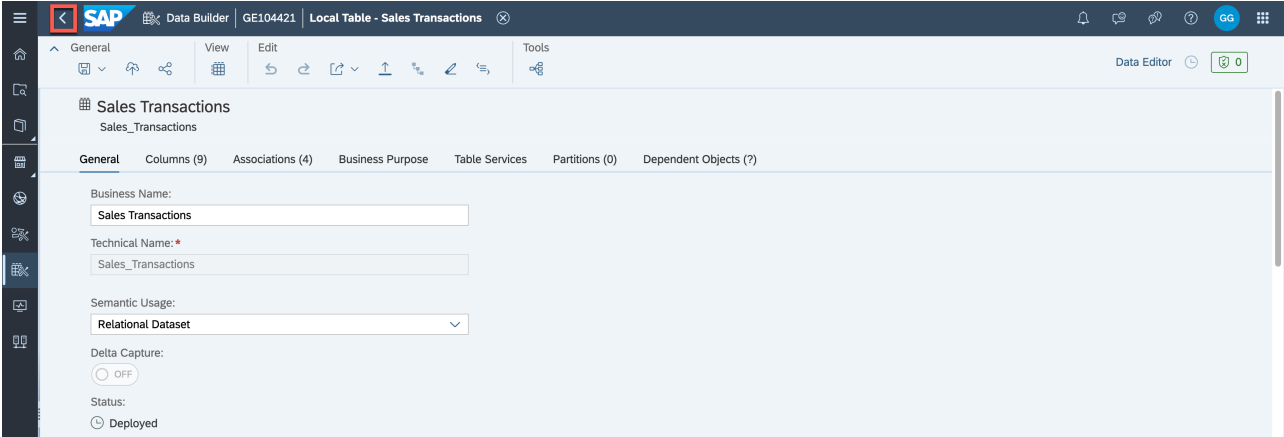 SAP Data Builder GE104421 Local Table - Sales Transactions GG
General View Edit Tools
Data Editor 0
Sales Transactions
Sales_Transactions
General Columns (9) Associations (4) Business Purpose Table Services Partitions (0) Dependent Objects (?)
Business Name:
Sales Transactions
Technical Name:*
Sales_Transactions
Semantic Usage:
Relational Dataset
Delta Capture:
OFF
Status:
Deployed